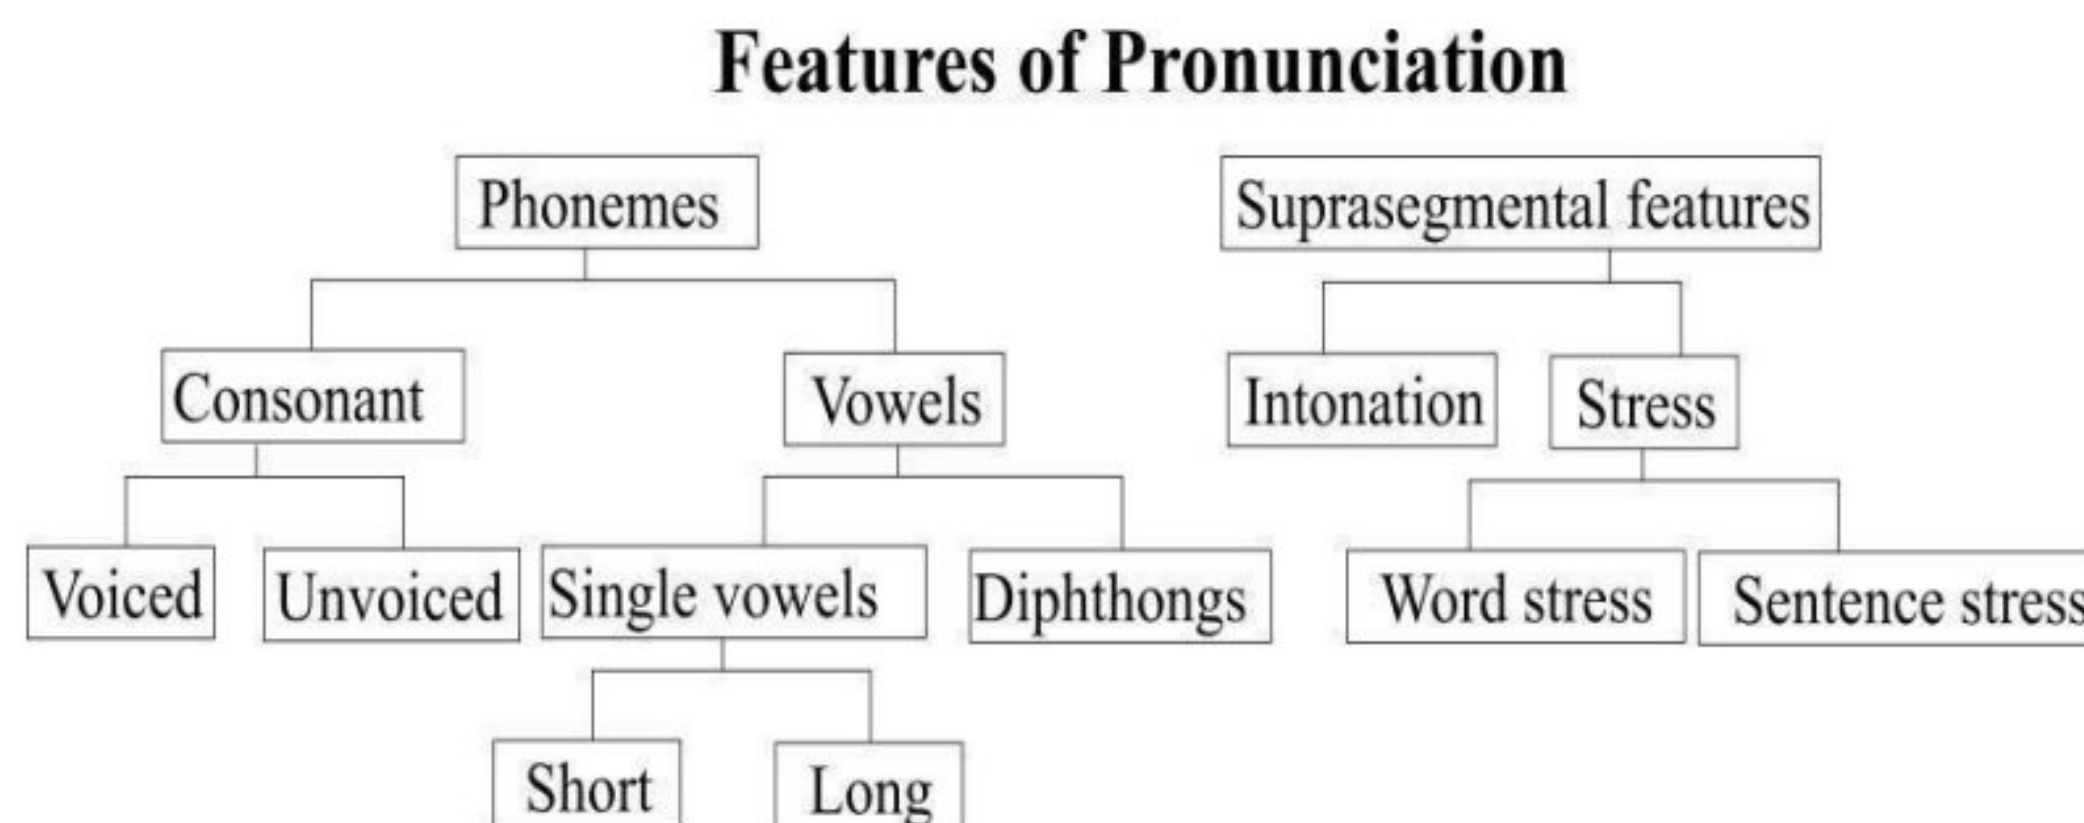 Features of Pronunciation
Phonemes
Suprasegmental features
Consonant
Vowels
Intonation
Stress
Voiced
Unvoiced
Single vowels
Diphthongs
Word stress
Sentence stress
Short
Long